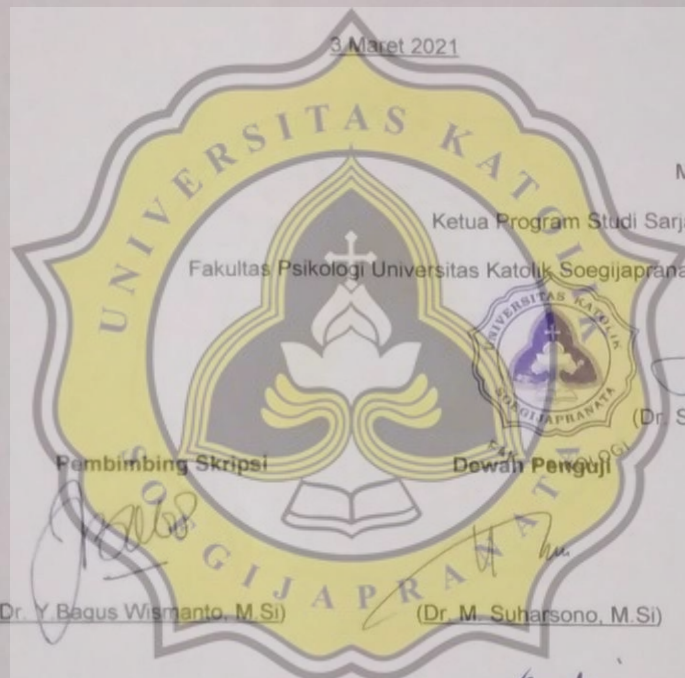 3 Maret 2021
UNIVERSITAS KATOLIK
SOEGIJAPRANATA
M
Ketua Program Studi Sarj
Fakultas Psikologi Universitas Katolik Soegijaprana
UNIVERSITAS KATOLIK
SOEGIJAPRANATA
(Dr. S
Pembimbing Skripsi
Dewan Penguji
(Dr. Y.Bagus Wismanto, M.Si)
(Dr. M. Suharsono, M.Si)